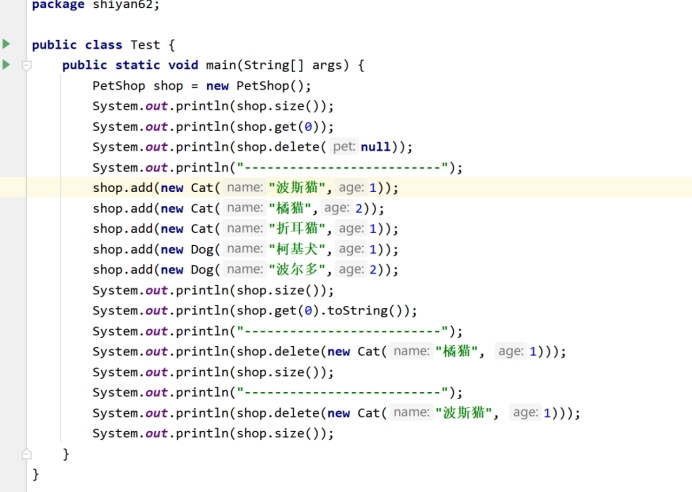 package shiyan62;
public class Test {
public static void main(String[] args) {
PetShop shop = new PetShop();
System.out.println(shop.size());
System.out.println(shop.get(0));
System.out.println(shop.delete( pet: null));
System.out.println("--------------------------");
shop.add(new Cat( name: "波斯猫", age: 1));
shop.add(new Cat( name: "橘猫", age: 2));
shop.add(new Cat( name: "折耳猫", age: 1));
shop.add(new Dog( name: "柯基犬", age: 1));
shop.add(new Dog( name: "波尔多", age: 2));
System.out.println(shop.size());
System.out.println(shop.get(0).toString());
System.out.println("--------------------------");
System.out.println(shop.delete(new Cat( name: "橘猫", age: 1)));
System.out.println(shop.size());
System.out.println("--------------------------");
System.out.println(shop.delete(new Cat( name: "波斯猫", age: 1)));
System.out.println(shop.size());
}
}